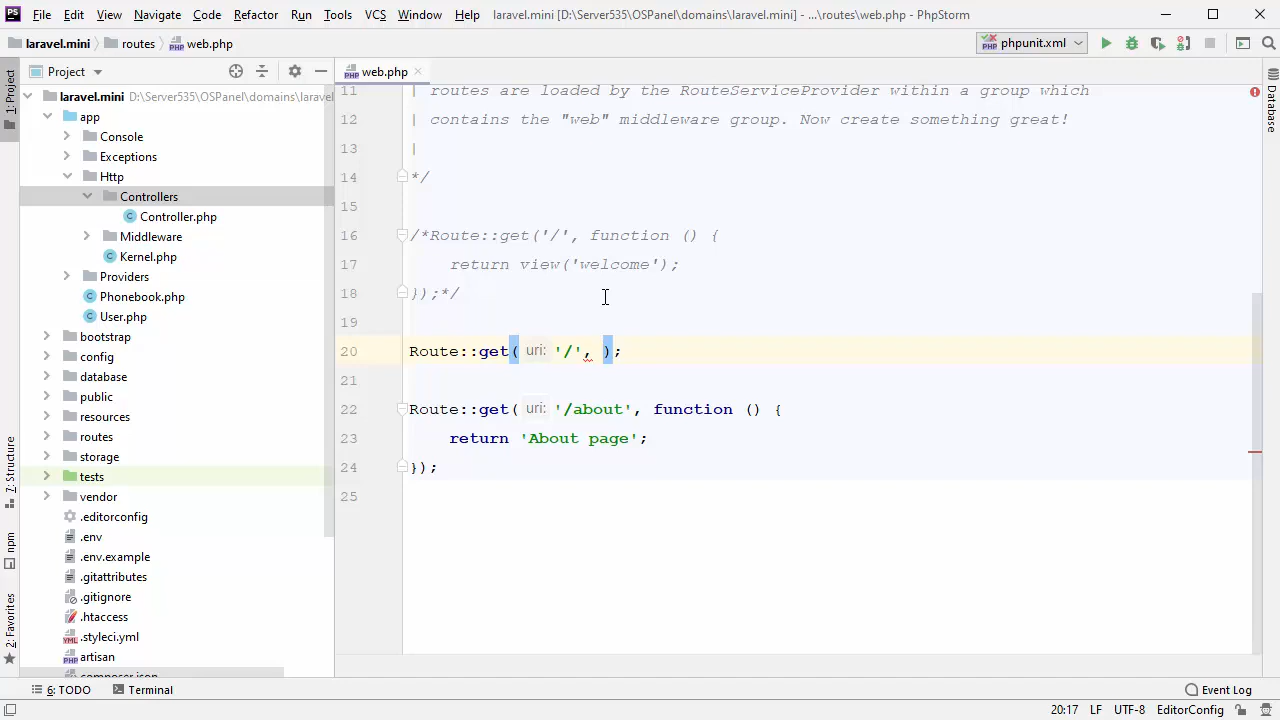 PS File Edit View Navigate Code Refactor Run Tools VCS Window Help laravel.mini [D:\Server535\OSPanel\domains\laravel.mini] - ...\routes\web.php - PhpStorm
laravel.mini routes web.php phpunit.xml
1: Project
Project
web.php
Database
laravel.mini D:\Server535\OSPanel\domains\laravel
app
Console
Exceptions
Http
Controllers
Controller.php
Middleware
Kernel.php
Providers
Phonebook.php
User.php
bootstrap
config
database
public
resources
routes
storage
tests
vendor
.editorconfig
.env
.env.example
.gitattributes
.gitignore
.htaccess
.styleci.yml
artisan
composer.json
7: Structure
npm
2: Favorites
11 | routes are loaded by the RouteServiceProvider within a group which
12 | contains the "web" middleware group. Now create something great!
13 |
14 */
15
16 /*Route::get('/', function () {
17 return view('welcome');
18 });*/
19
20 Route::get( uri: '/', );
21
22 Route::get( uri: '/about', function () {
23 return 'About page';
24 });
25
6: TODO Terminal Event Log
20:17 LF UTF-8 EditorConfig